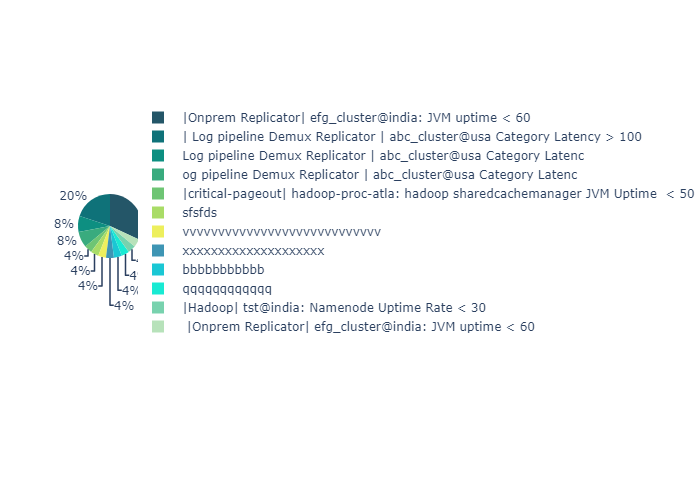 |Onprem Replicator| efg_cluster@india: JVM uptime < 60
| Log pipeline Demux Replicator | abc_cluster@usa Category Latency > 100
Log pipeline Demux Replicator | abc_cluster@usa Category Latenc
og pipeline Demux Replicator | abc_cluster@usa Category Latenc
|critical-pageout| hadoop-proc-atla: hadoop sharedcachemanager JVM Uptime  < 50
sfsfds
vvvvvvvvvvvvvvvvvvvvvvvvvvvv
xxxxxxxxxxxxxxxxxxxx
bbbbbbbbbbb
qqqqqqqqqqqq
|Hadoop| tst@india: Namenode Uptime Rate < 30
|Onprem Replicator| efg_cluster@india: JVM uptime < 60
20%
8%
8%
4%
4%
4%
4%
4%